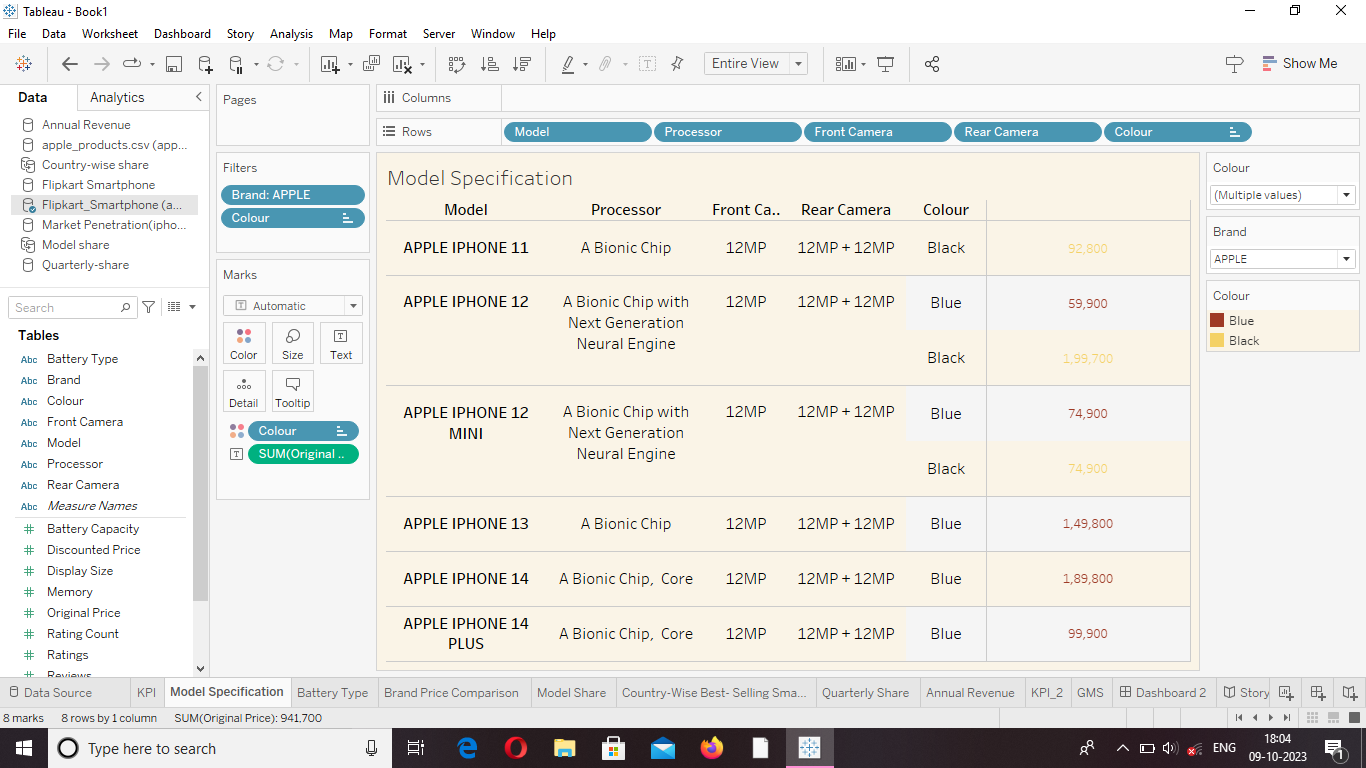 Tableau - Book1
File Data Worksheet Dashboard Story Analysis Map Format Server Window Help
Entire View
Show Me
Data Analytics
Annual Revenue
apple_products.csv (app...
Country-wise share
Flipkart Smartphone
Flipkart_Smartphone (a...
Market Penetration(ipho...
Model share
Quarterly-share
Search
Tables
Abc Battery Type
Abc Brand
Abc Colour
Abc Front Camera
Abc Model
Abc Processor
Abc Rear Camera
Abc Measure Names
# Battery Capacity
# Discounted Price
# Display Size
# Memory
# Original Price
# Rating Count
# Ratings
# Reviews
Pages
Filters
Brand: APPLE
Colour
Marks
T Automatic
Color Size Text
Detail Tooltip
Colour
T SUM(Original ..
Columns
Rows Model Processor Front Camera Rear Camera Colour
Model Specification
Model Processor Front Ca.. Rear Camera Colour
APPLE IPHONE 11 A Bionic Chip 12MP 12MP + 12MP Black 92,800
APPLE IPHONE 12 A Bionic Chip with 12MP 12MP + 12MP Blue 59,900
Next Generation
Neural Engine
Black 1,99,700
APPLE IPHONE 12 A Bionic Chip with 12MP 12MP + 12MP Blue 74,900
MINI Next Generation
Neural Engine
Black 74,900
APPLE IPHONE 13 A Bionic Chip 12MP 12MP + 12MP Blue 1,49,800
APPLE IPHONE 14 A Bionic Chip, Core 12MP 12MP + 12MP Blue 1,89,800
APPLE IPHONE 14 A Bionic Chip, Core 12MP 12MP + 12MP Blue 99,900
PLUS
Colour
(Multiple values)
Brand
APPLE
Colour
Blue
Black
Data Source KPI Model Specification Battery Type Brand Price Comparison Model Share Country-Wise Best- Selling Sma... Quarterly Share Annual Revenue KPI_2 GMS Dashboard 2 Story
8 marks 8 rows by 1 column SUM(Original Price): 941,700
Type here to search
ENG
18:04
09-10-2023
1